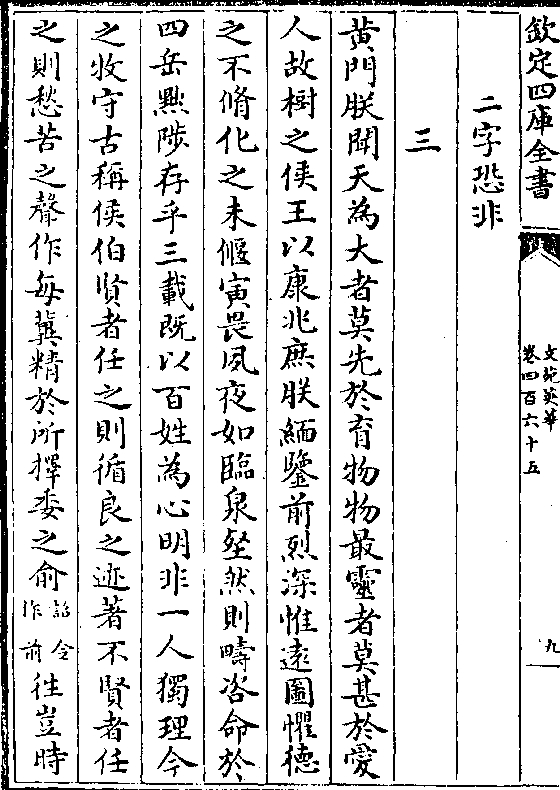 欽定四庫全書
文苑英華
卷四百六十五
九
二字恐非
三
黄門朕聞天為大者莫先於育物物最靈者莫甚於愛
人故樹之侯王以康兆庶朕緬鑒前烈深惟逺圖懼徳
之不脩化之未偃寅畏夙夜如臨泉壑然則疇咨命於
四岳黜陟存乎三載既以百姓為心明非一人獨理今
之牧守古稱侯伯賢者任之則循良之迹著不賢者任
之則愁苦之聲作每冀精於所擇委之俞詔令作前徃豈時